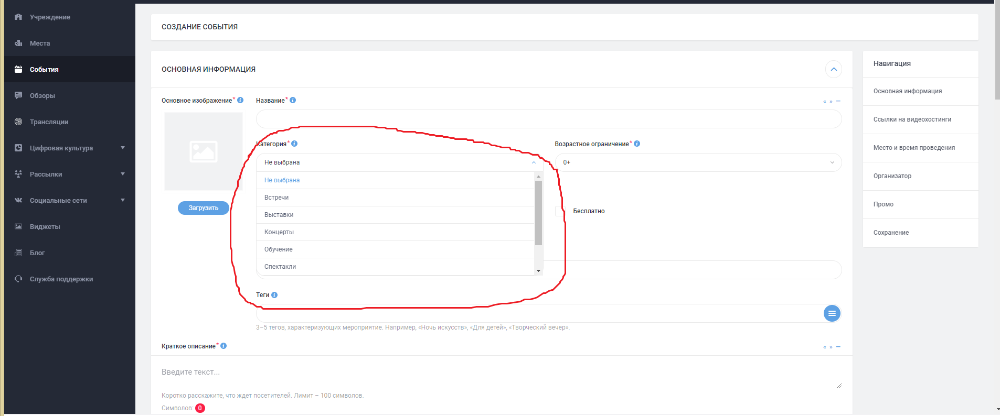 Учреждение
Места
События
Обзоры
Трансляции
Цифровая культура
Рассылки
Социальные сети
Виджеты
Блог
Служба поддержки
СОЗДАНИЕ СОБЫТИЯ
ОСНОВНАЯ ИНФОРМАЦИЯ
Основное изображение*
Загрузить
Название*
« » –
Категория*
Не выбрана
Не выбрана
Встречи
Выставки
Концерты
Обучение
Спектакли
Возрастное ограничение*
0+
Бесплатно
Теги
3–5 тегов, характеризующих мероприятие. Например, «Ночь искусств», «Для детей», «Творческий вечер».
Краткое описание*
« » –
Введите текст...
Коротко расскажите, что ждет посетителей. Лимит – 100 символов.
Символов: 0
Навигация
Основная информация
Ссылки на видеохостинги
Место и время проведения
Организатор
Промо
Сохранение